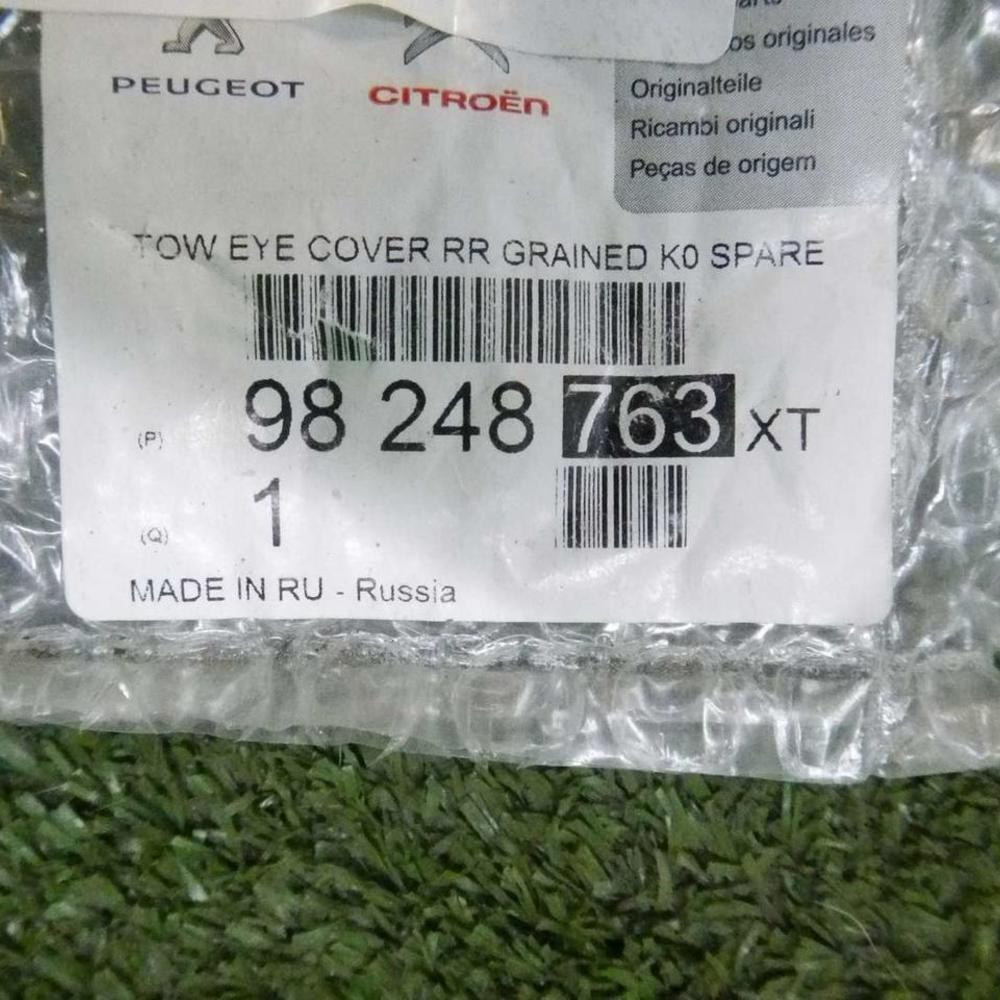 PEUGEOT
CITROËN
os originales
Originalteile
Ricambi originali
Peças de origem
TOW EYE COVER RR GRAINED K0 SPARE
(P) 98 248 763 XT
(Q) 1
MADE IN RU - Russia